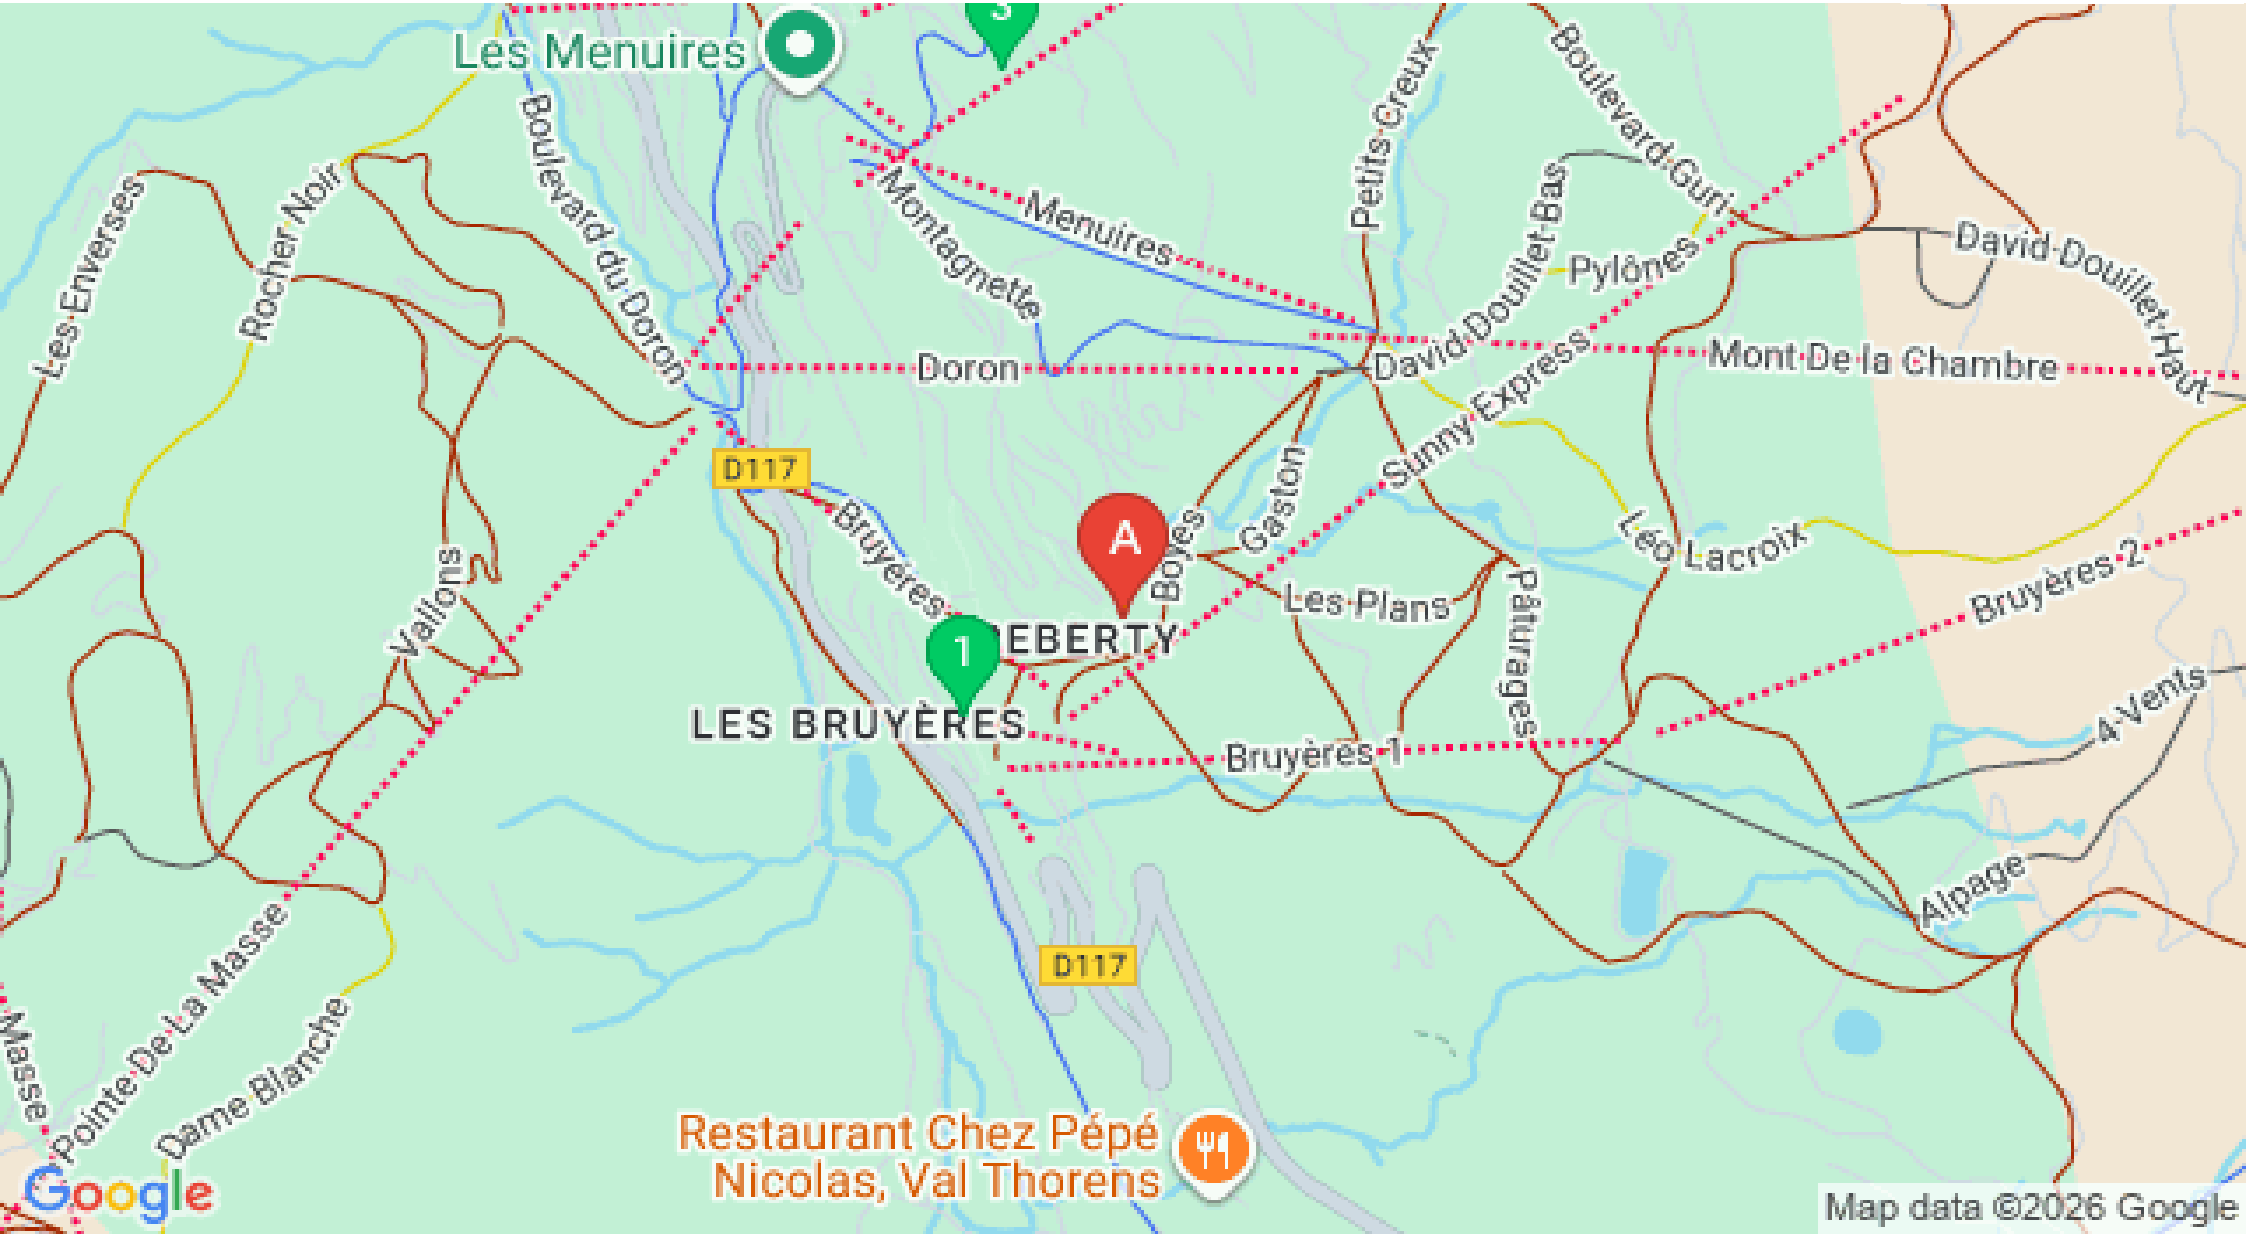 3
Les Menuires
Boulevard du Doron
Petits Creux
Boulevard Guri
Les Enverses
Rocher Noir
Montagnette
Menuires
David Douillet Bas
Pylônes
David Douillet Haut
Doron
Sunny Express
Mont De la Chambre
D117
Bruyères
A
Boyes
Gaston
Léo Lacroix
Les Plans
Pâturages
Bruyères 2
Vallons
1
REBERTY
LES BRUYÈRES
Bruyères 1
4 Vents
Alpage
D117
Masse
Pointe De La Masse
Dame Blanche
Restaurant Chez Pépé
Nicolas, Val Thorens
Google
Map data ©2026 Google